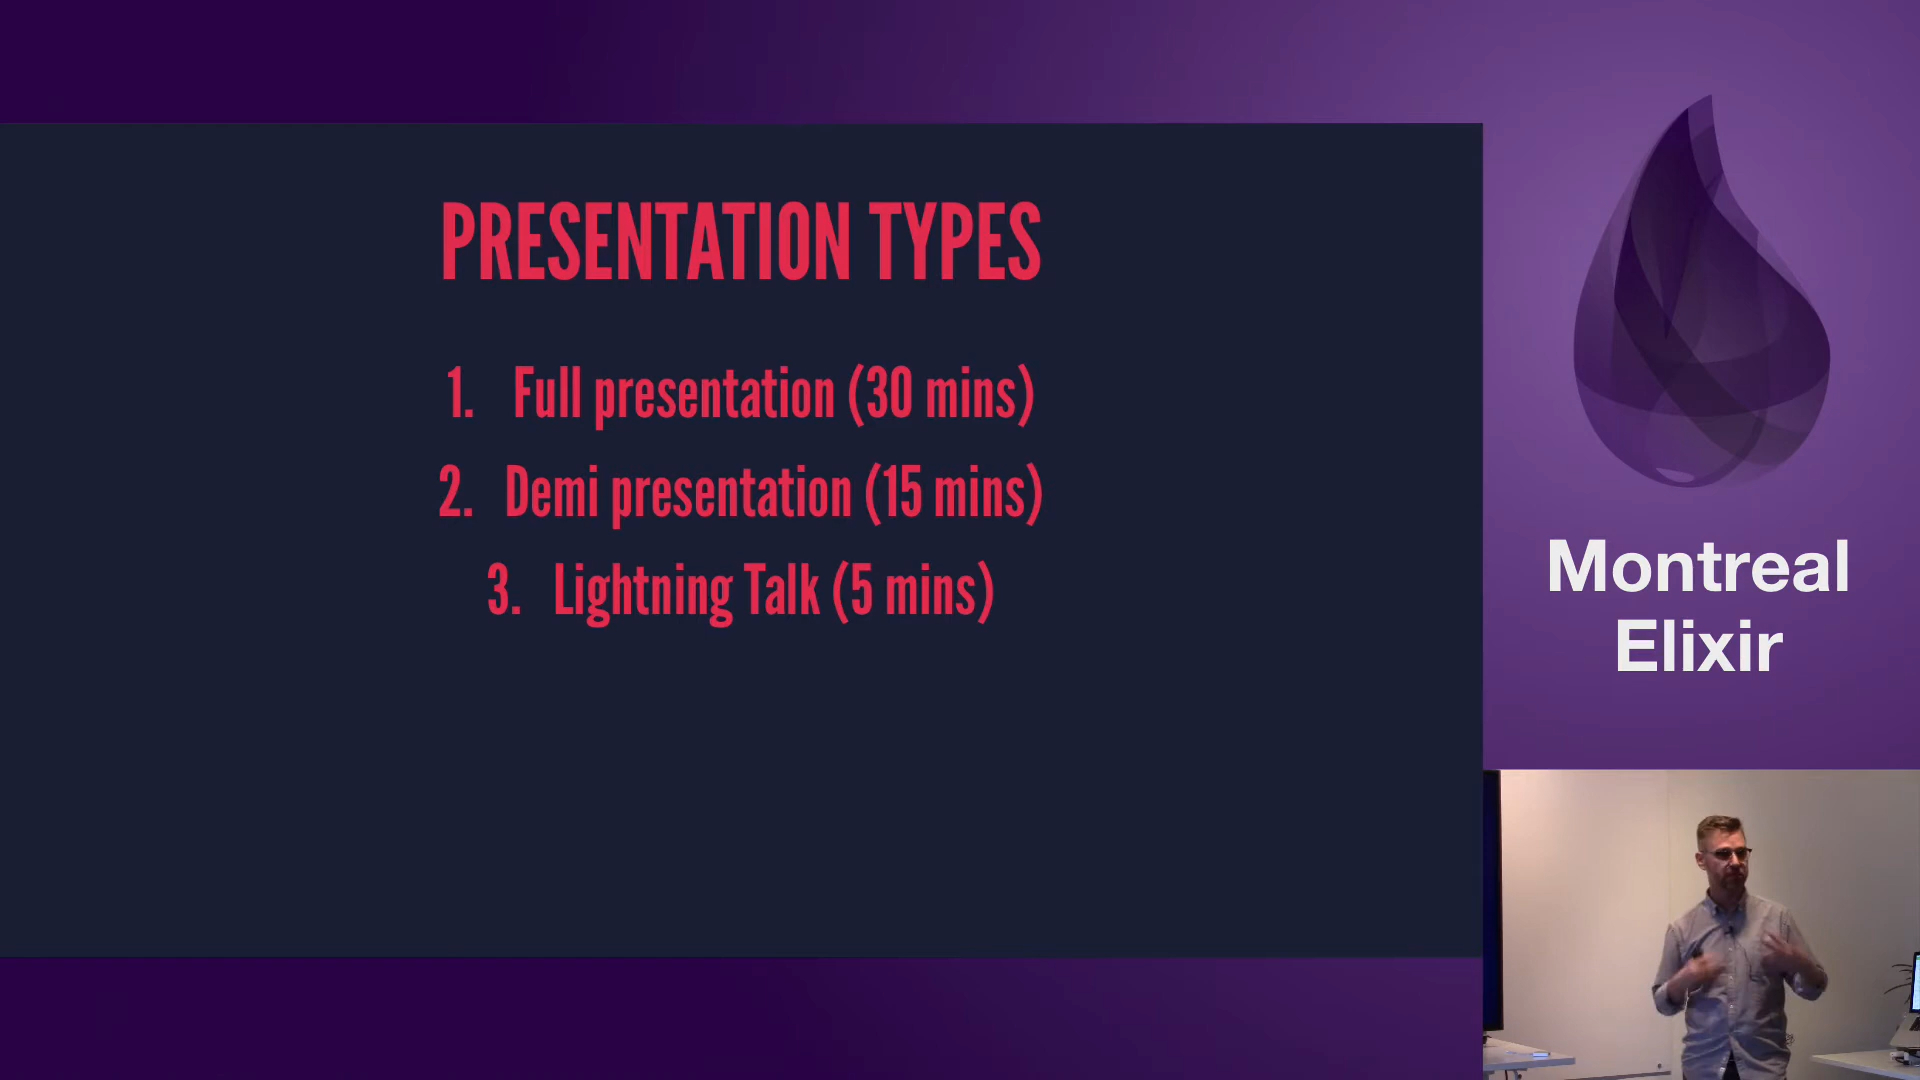 PRESENTATION TYPES
1. Full presentation (30 mins)
2. Demi presentation (15 mins)
3. Lightning Talk (5 mins)
Montreal
Elixir